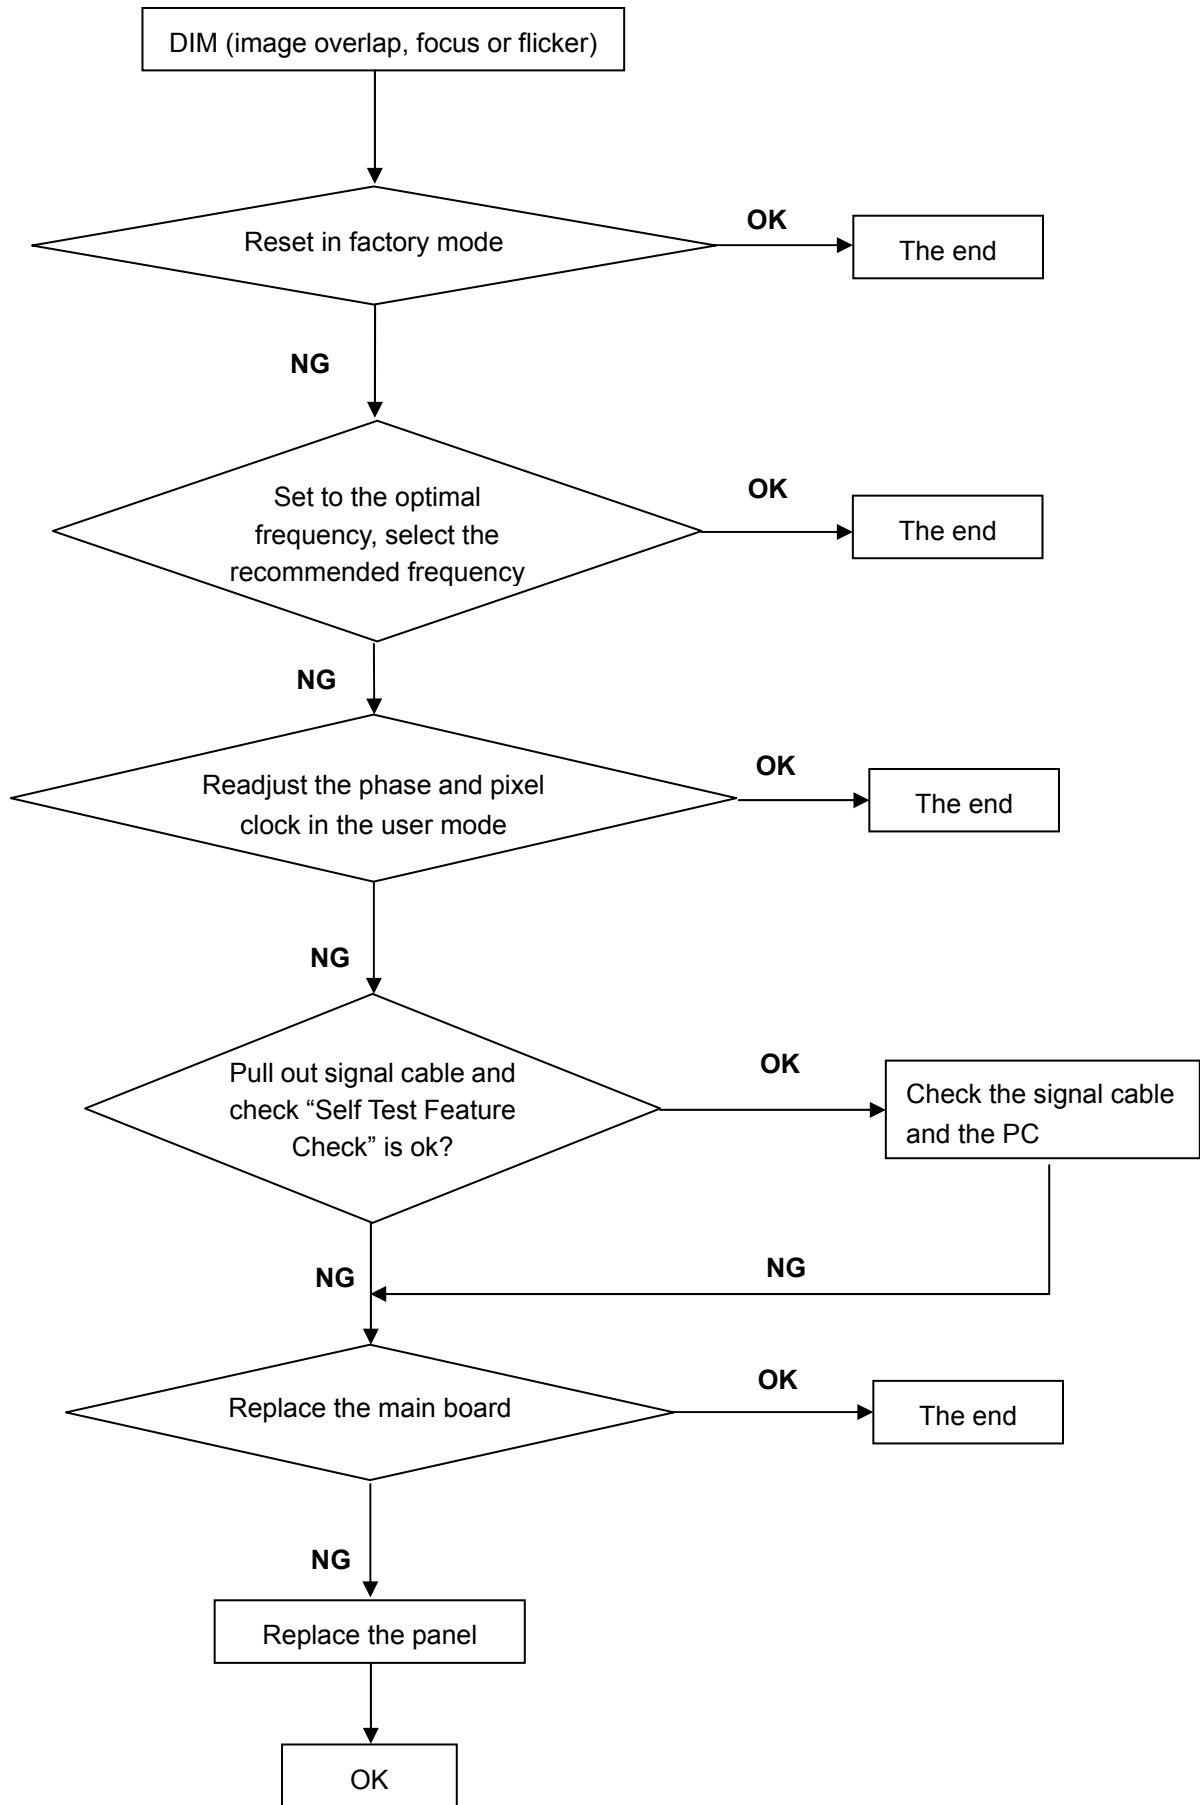 DIM (image overlap, focus or flicker)
Reset in factory mode
OK
The end
NG
Set to the optimal
frequency, select the
recommended frequency
OK
The end
NG
Readjust the phase and pixel
clock in the user mode
OK
The end
NG
Pull out signal cable and
check “Self Test Feature
Check” is ok?
OK
Check the signal cable
and the PC
NG
NG
Replace the main board
OK
The end
NG
Replace the panel
OK